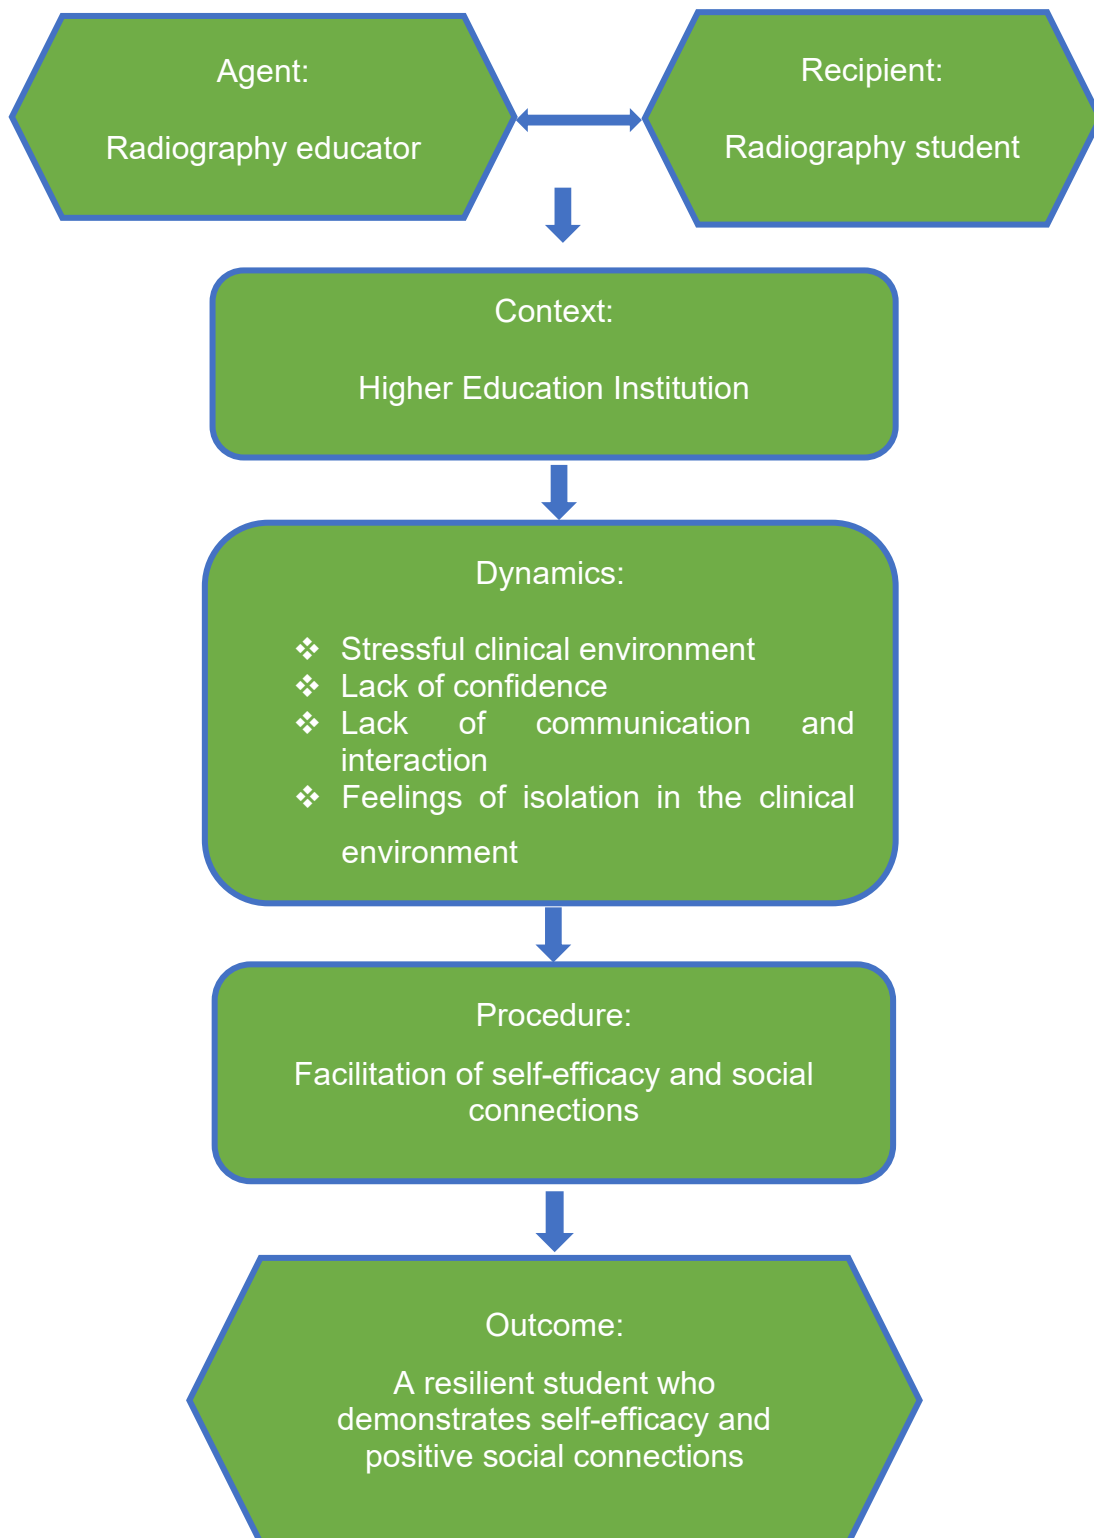 Agent:
Radiography educator
Recipient:
Radiography student
Context:
Higher Education Institution
Dynamics:
❖ Stressful clinical environment
❖ Lack of confidence
❖ Lack of communication and
interaction
❖ Feelings of isolation in the clinical
environment
Procedure:
Facilitation of self-efficacy and social
connections
Outcome:
A resilient student who
demonstrates self-efficacy and
positive social connections